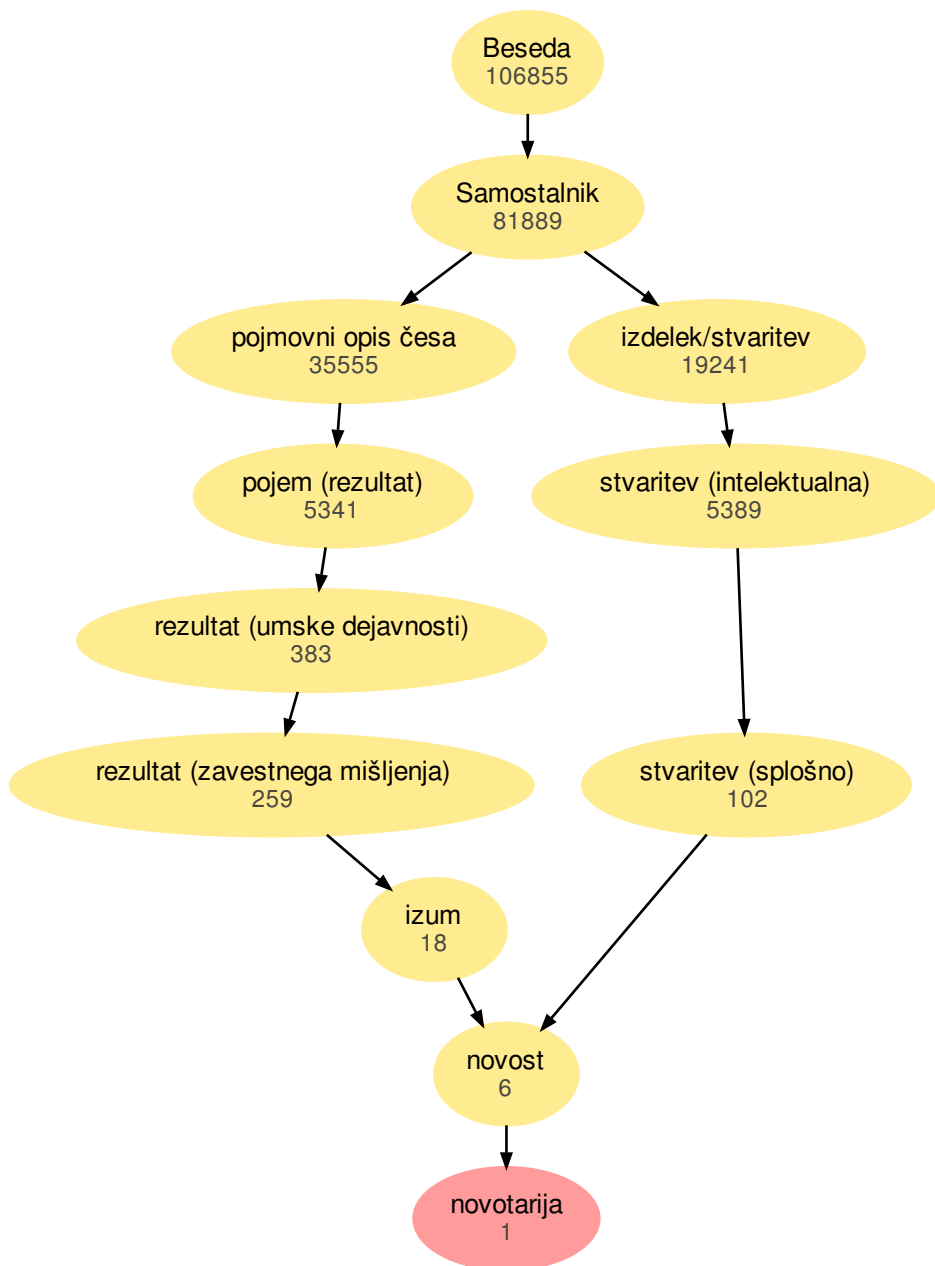 Beseda
106855
Samostalnik
81889
pojmovni opis česa
35555
izdelek/stvaritev
19241
pojem (rezultat)
5341
stvaritev (intelektualna)
5389
rezultat (umske dejavnosti)
383
rezultat (zavestnega mišljenja)
259
stvaritev (splošno)
102
izum
18
novost
6
novotarija
1